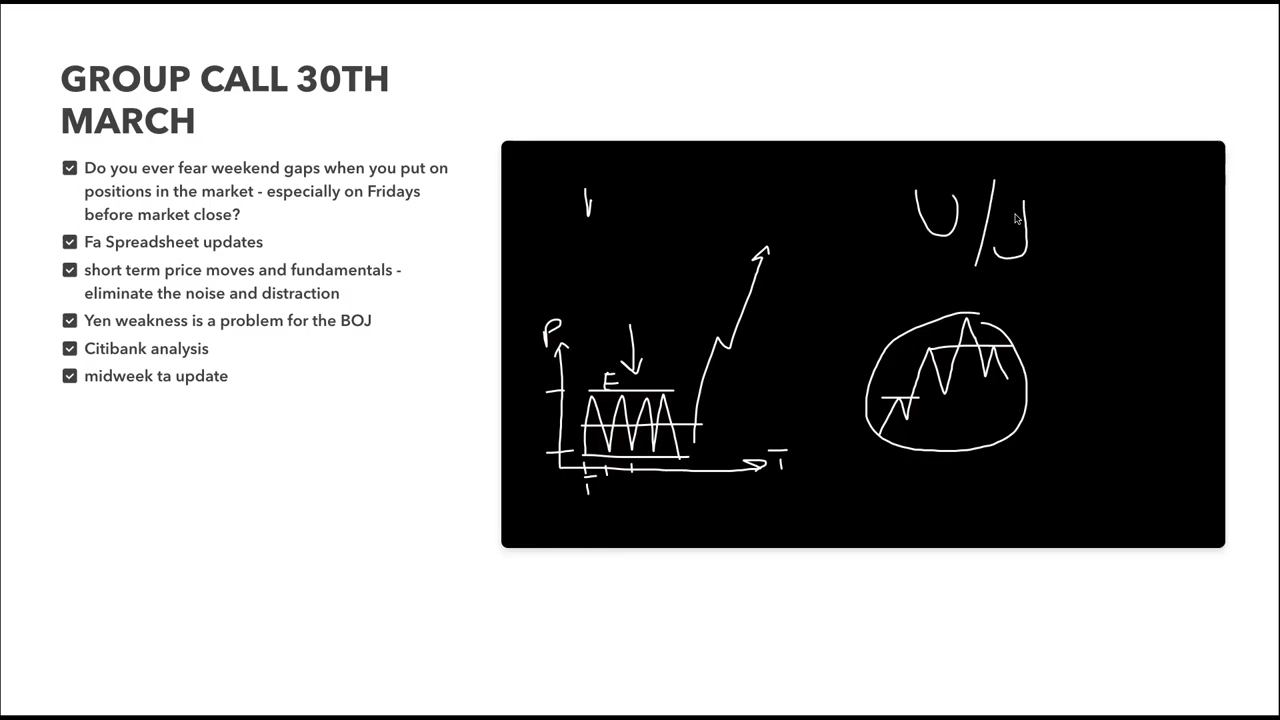 GROUP CALL 30TH
MARCH
Do you ever fear weekend gaps when you put on
positions in the market - especially on Fridays
before market close?
Fa Spreadsheet updates
short term price moves and fundamentals -
eliminate the noise and distraction
Yen weakness is a problem for the BOJ
Citibank analysis
midweek ta update
U/J
P
E
T
T